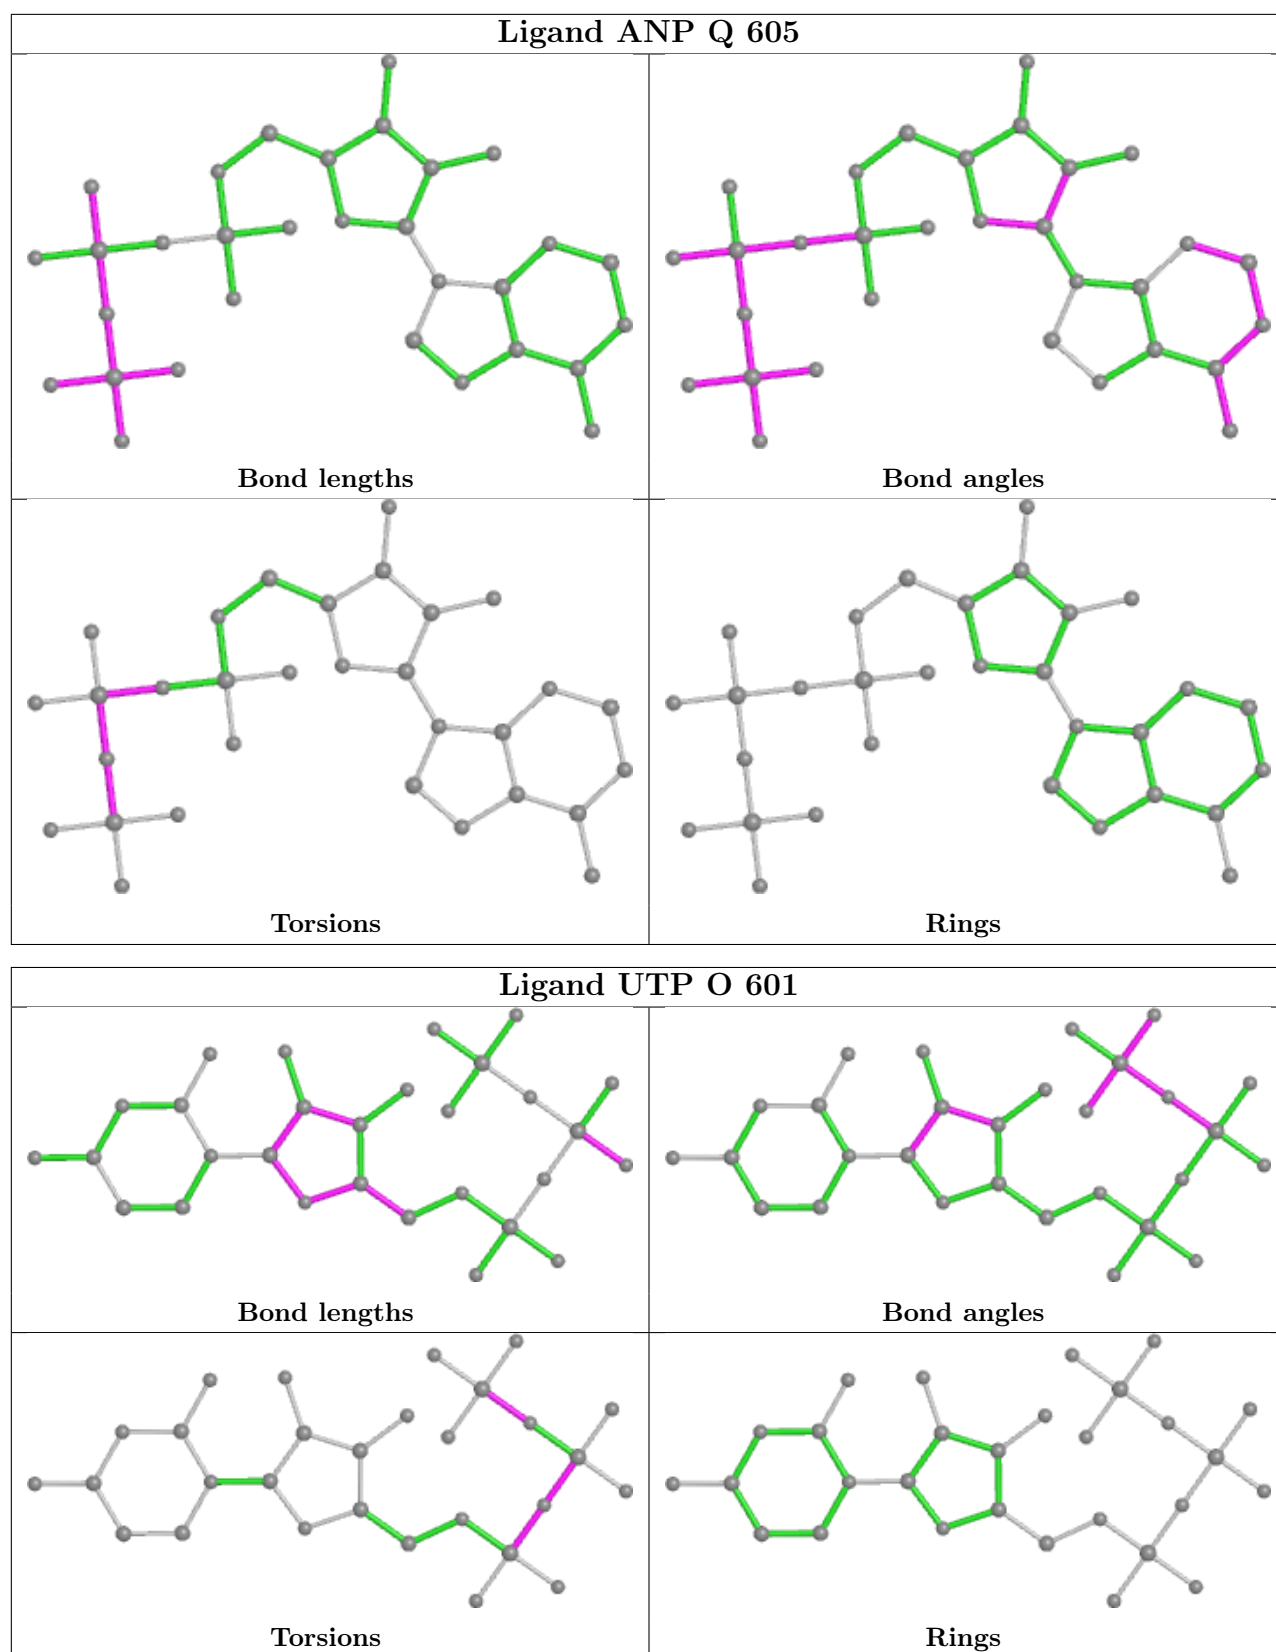 Ligand ANP Q 605
Bond lengths
Bond angles
Torsions
Rings
Ligand UTP O 601
Bond lengths
Bond angles
Torsions
Rings